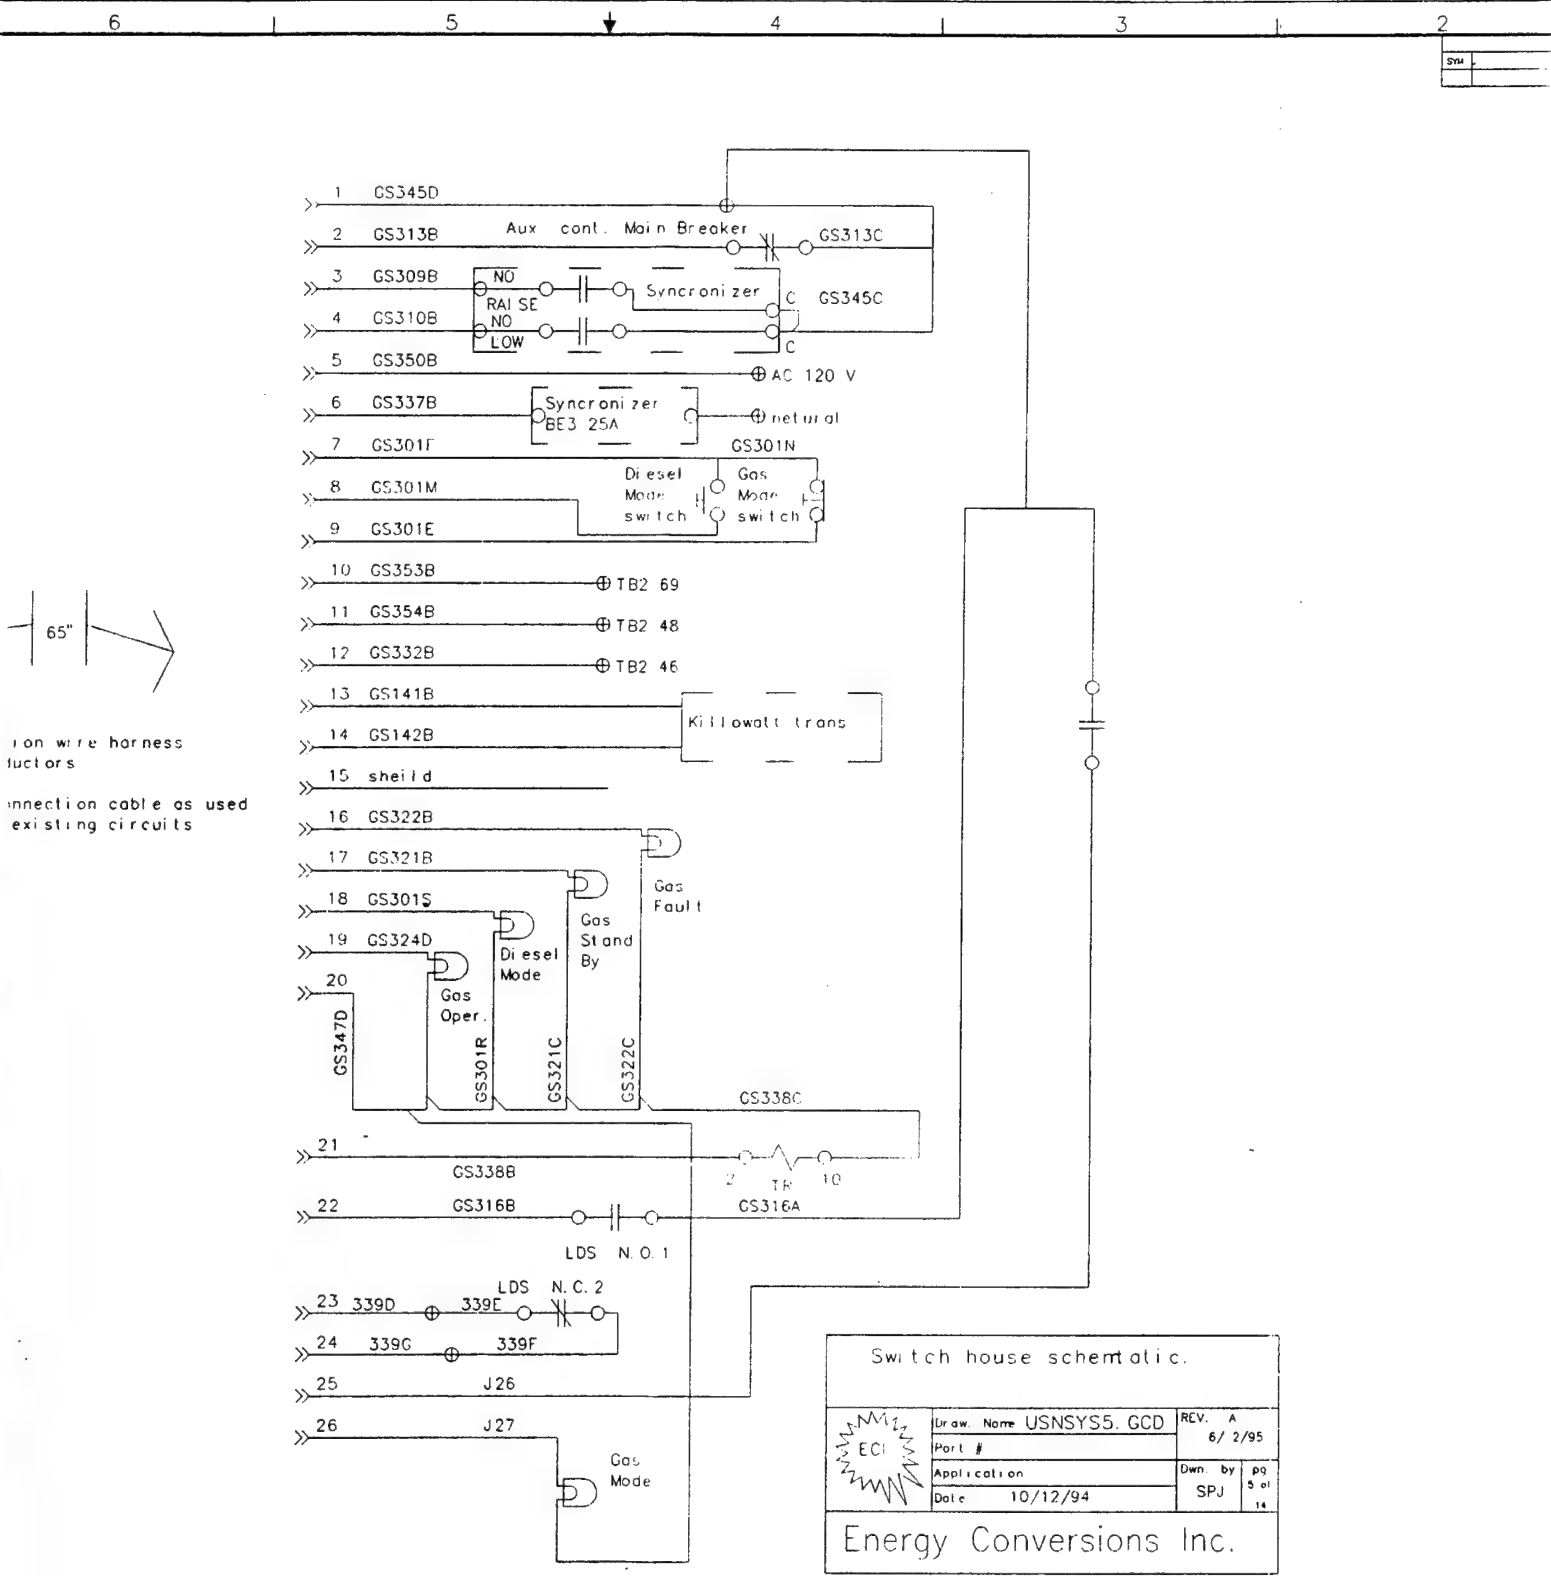 6 5 4 3 2
SYM
1 GS345D
2 GS313B Aux cont. Main Breaker GS313C
3 GS309B NO Syncronizer C GS345C
RAISE
4 GS310B NO
LOW C
5 GS350B AC 120 V
6 GS337B Syncronizer netural
BE3 25A
7 GS301F GS301N
Diesel Gas
8 GS301M Mode Mode
switch switch
9 GS301E
10 GS353B TB2 69
11 GS354B TB2 48
65"
12 GS332B TB2 46
13 GS141B
Killowatt trans
14 GS142B
ion wire harness
ductors
15 sheild
nnection cable as used
existing circuits
16 GS322B
17 GS321B
Gas
Fault
18 GS301S
Gas
Stand
By
19 GS324D
Diesel
Mode
20
Gas
Oper.
GS347D GS301R GS321C GS322C
GS338C
21
GS338B 2 TR 10
22 GS316B GS316A
LDS N.O.1
LDS N.C.2
23 339D 339E
24 339G 339F
25 J26
26 J27
Gas
Mode
Switch house schematic.
ECI
Draw. Name USNSYS5.GCD REV. A
6/ 2/95
Part #
Application Dwn. by pg
5 of
14
Date 10/12/94 SPJ
Energy Conversions Inc.